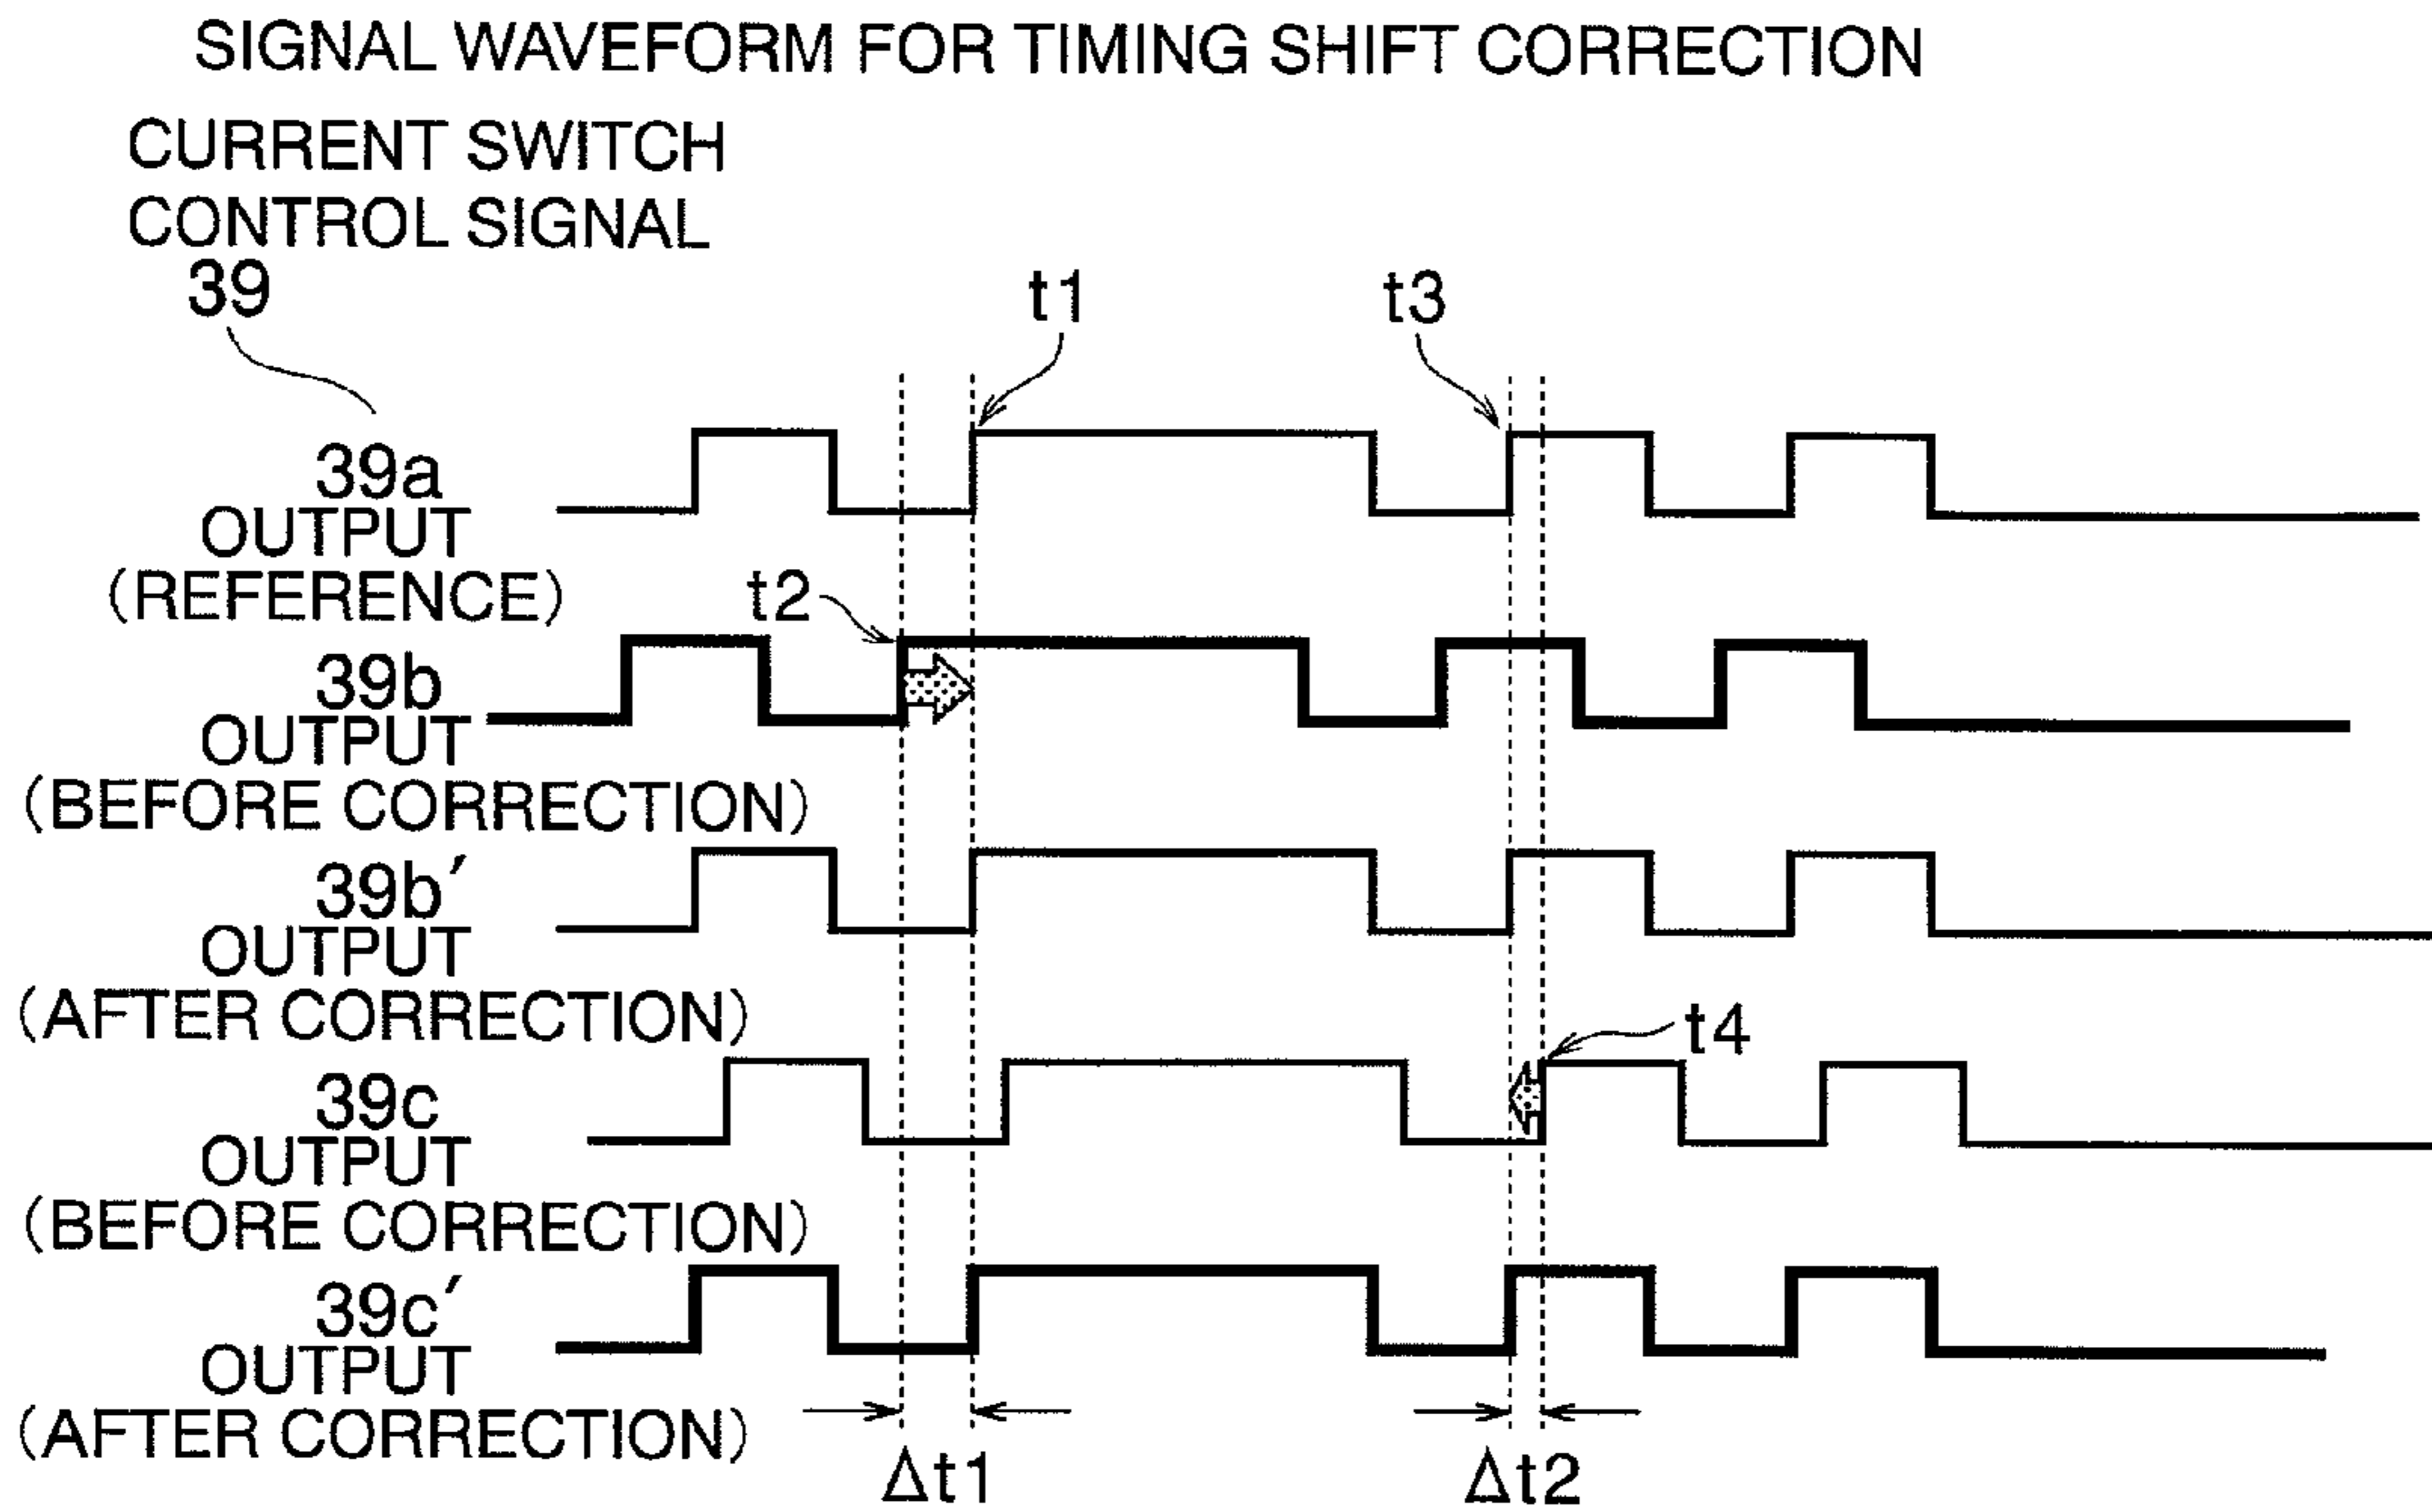 SIGNAL WAVEFORM FOR TIMING SHIFT CORRECTION
CURRENT SWITCH
CONTROL SIGNAL
39
t1
t3
39a
OUTPUT
(REFERENCE)
t2
39b
OUTPUT
(BEFORE CORRECTION)
39b′
OUTPUT
(AFTER CORRECTION)
t4
39c
OUTPUT
(BEFORE CORRECTION)
39c′
OUTPUT
(AFTER CORRECTION)
Δt1
Δt2